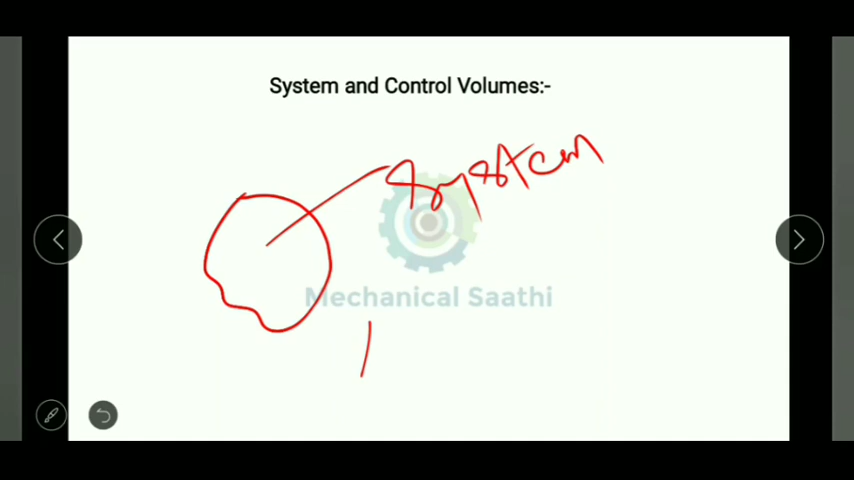 System and Control Volumes:-
System
Mechanical Saathi